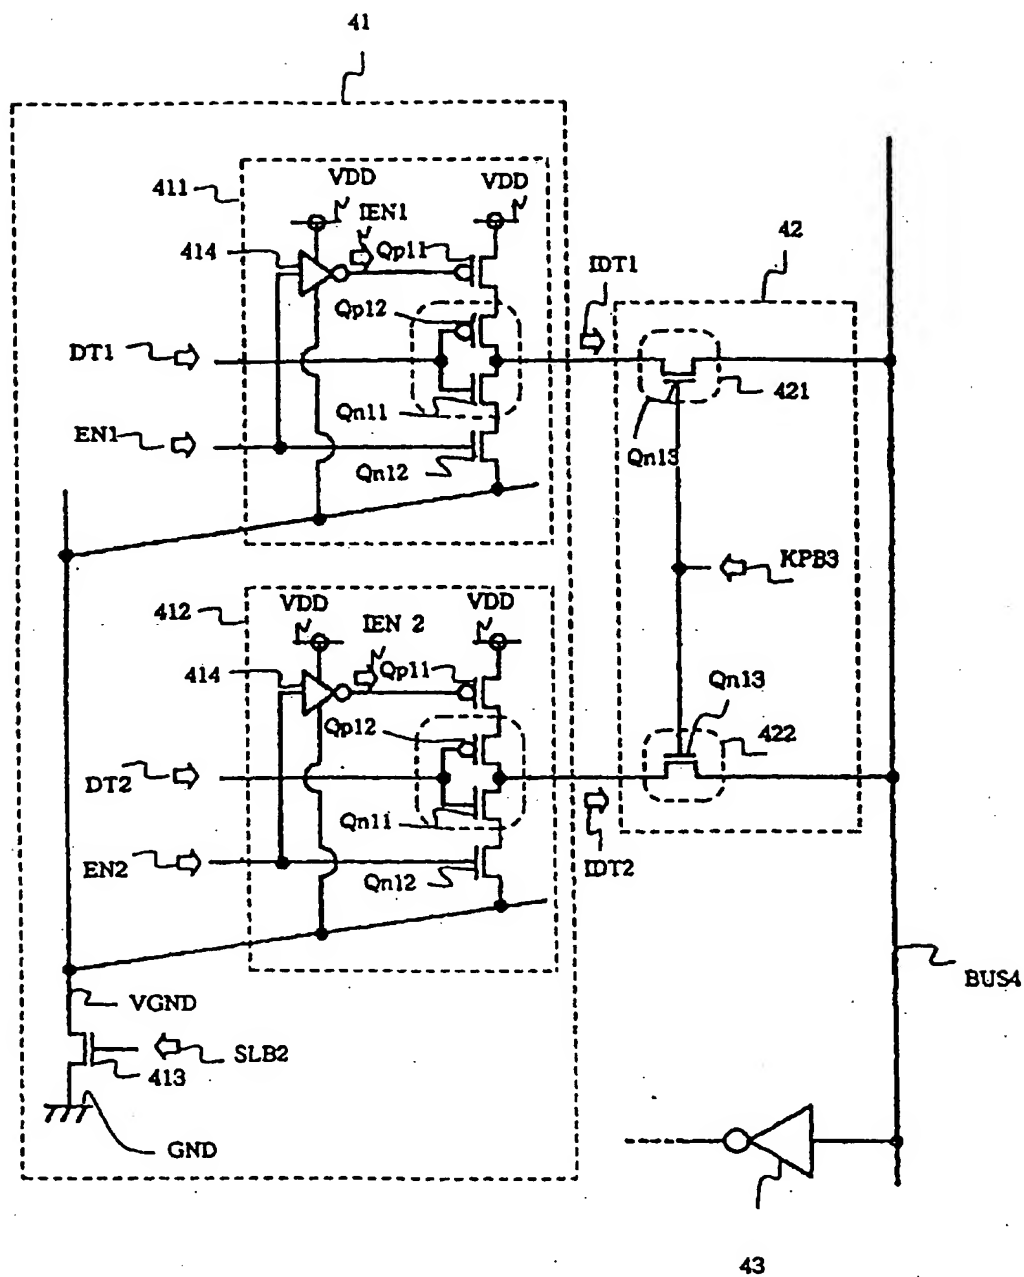 41
411
VDD
VDD
IEN1
414
Qp11
42
IDT1
Qp12
DT1
421
Qn11
EN1
Qn13
Qn12
KPB3
412
VDD
VDD
IEN 2
414
Qp11
Qn13
Qp12
422
DT2
Qn11
EN2
Qn12
IDT2
BUS4
VGND
SLB2
413
GND
43